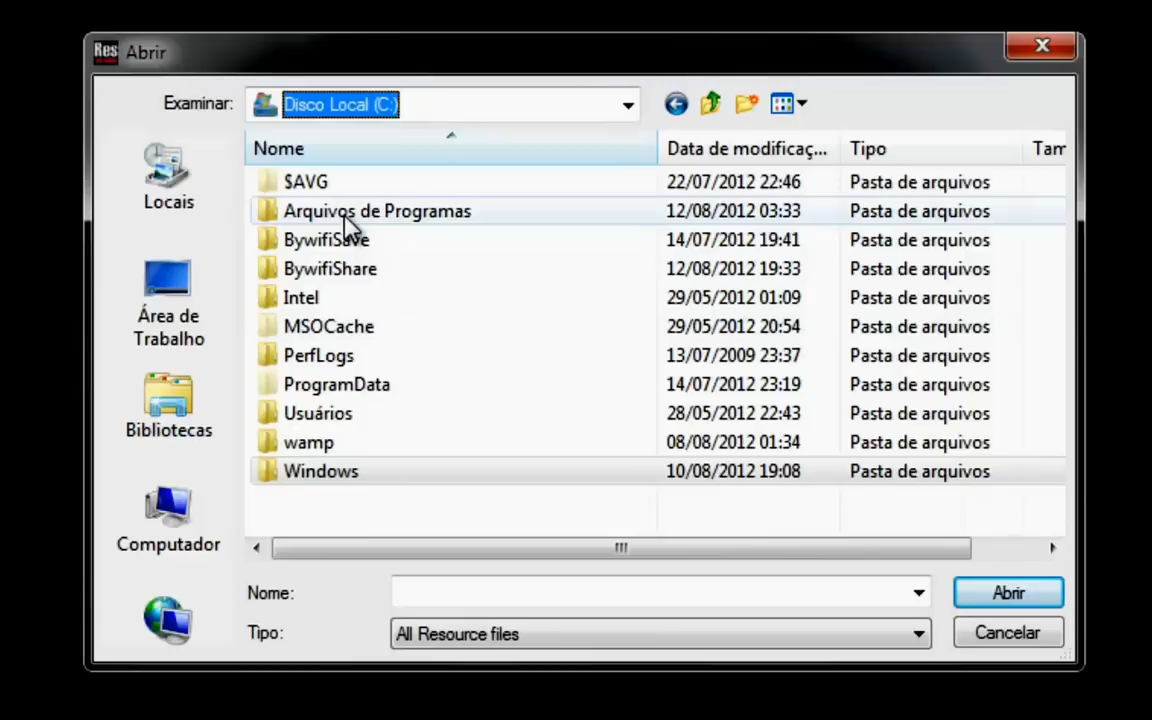 Res Abrir
Examinar: Disco Local (C:)
Nome Data de modificaç... Tipo Tam
$AVG 22/07/2012 22:46 Pasta de arquivos
Arquivos de Programas 12/08/2012 03:33 Pasta de arquivos
BywifiSave 14/07/2012 19:41 Pasta de arquivos
BywifiShare 12/08/2012 19:33 Pasta de arquivos
Intel 29/05/2012 01:09 Pasta de arquivos
MSOCache 29/05/2012 20:54 Pasta de arquivos
PerfLogs 13/07/2009 23:37 Pasta de arquivos
ProgramData 14/07/2012 23:19 Pasta de arquivos
Usuários 28/05/2012 22:43 Pasta de arquivos
wamp 08/08/2012 01:34 Pasta de arquivos
Windows 10/08/2012 19:08 Pasta de arquivos
Locais
Área de
Trabalho
Bibliotecas
Computador
Nome: Abrir
Tipo: All Resource files Cancelar